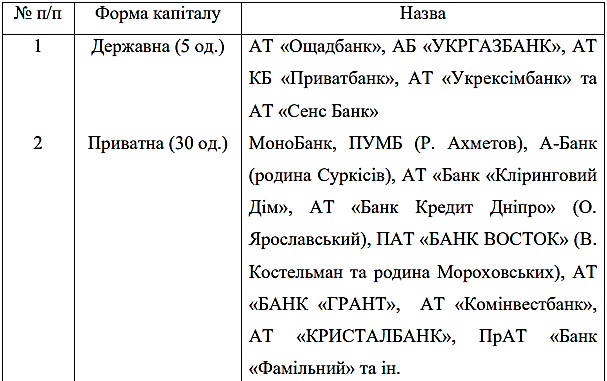 № п/п Форма капіталу Назва
1 Державна (5 од.) АТ «Ощадбанк», АБ «УКРГАЗБАНК», АТ
КБ «Приватбанк», АТ «Укрексімбанк» та
АТ «Сенс Банк»
2 Приватна (30 од.) МоноБанк, ПУМБ (Р. Ахметов), А-Банк
(родина Суркісів), АТ «Банк «Кліринговий
Дім», АТ «Банк Кредит Дніпро» (О.
Ярославський), ПАТ «БАНК ВОСТОК» (В.
Костельман та родина Мороховських), АТ
«БАНК «ГРАНТ», АТ «Комінвестбанк»,
АТ «КРИСТАЛБАНК», ПрАТ «Банк
«Фамільний» та ін.